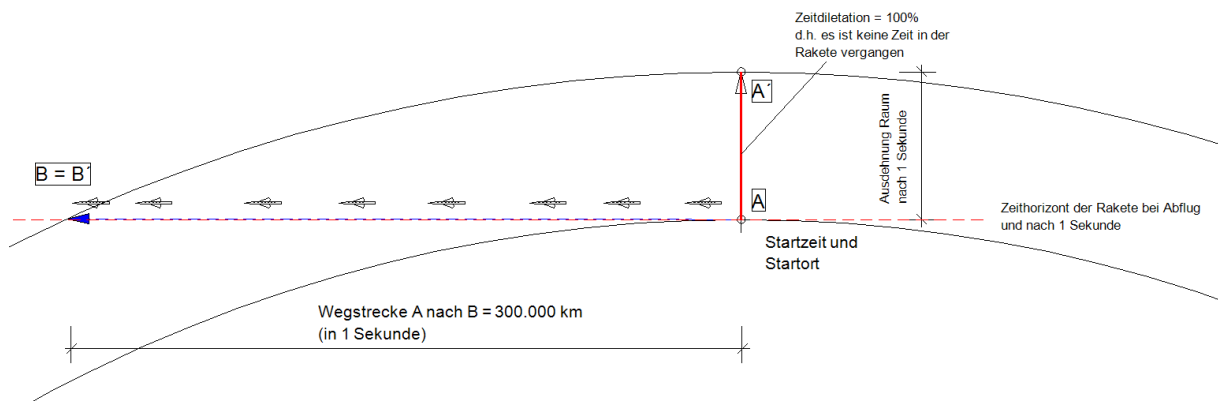 Zeitdiletation = 100%
d.h. es ist keine Zeit in der
Rakete vergangen
A´
Ausdehnung Raum
nach 1 Sekunde
B = B´
A
Zeithorizont der Rakete bei Abflug
und nach 1 Sekunde
Startzeit und
Startort
Wegstrecke A nach B = 300.000 km
(in 1 Sekunde)